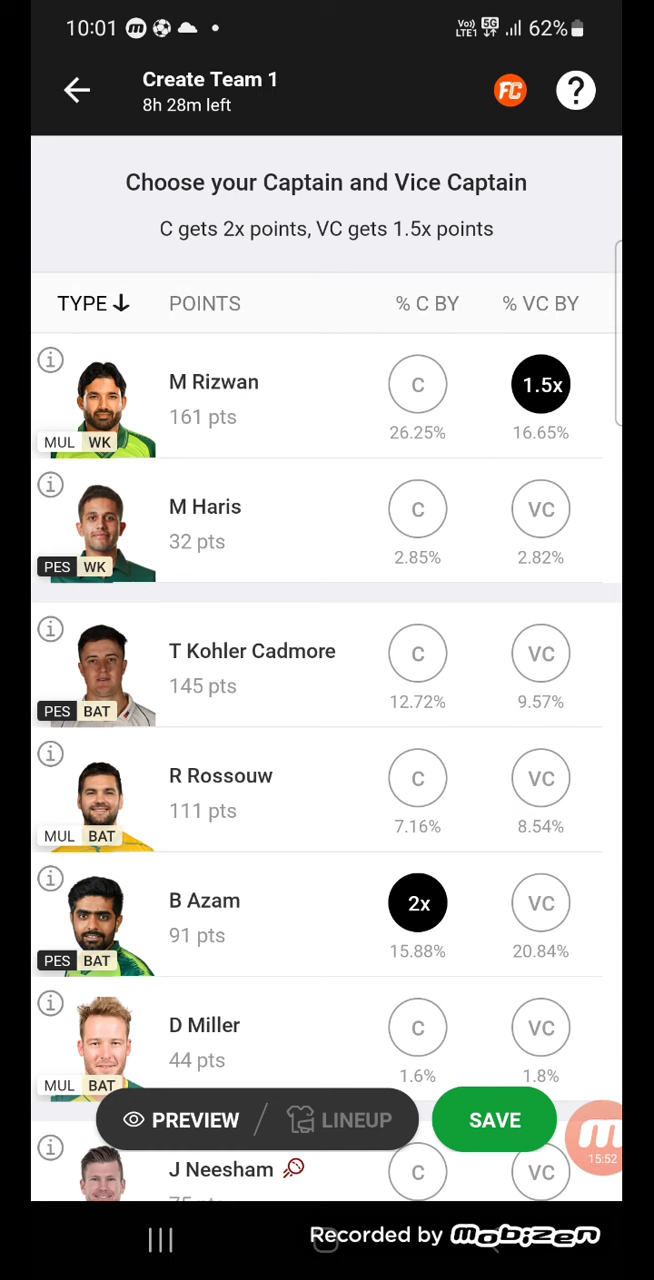 10:01
Vo)) 5G
LTE1 62%
Create Team 1
8h 28m left
FC
?
Choose your Captain and Vice Captain
C gets 2x points, VC gets 1.5x points
TYPE POINTS % C BY % VC BY
M Rizwan C 1.5x
161 pts
MUL WK 26.25% 16.65%
M Haris C VC
32 pts
PES WK 2.85% 2.82%
T Kohler Cadmore C VC
145 pts
PES BAT 12.72% 9.57%
R Rossouw C VC
111 pts
MUL BAT 7.16% 8.54%
B Azam 2x VC
91 pts
PES BAT 15.88% 20.84%
D Miller C VC
44 pts
MUL BAT 1.6% 1.8%
PREVIEW / LINEUP SAVE
15:52
J Neesham C VC
Recorded by mobizen